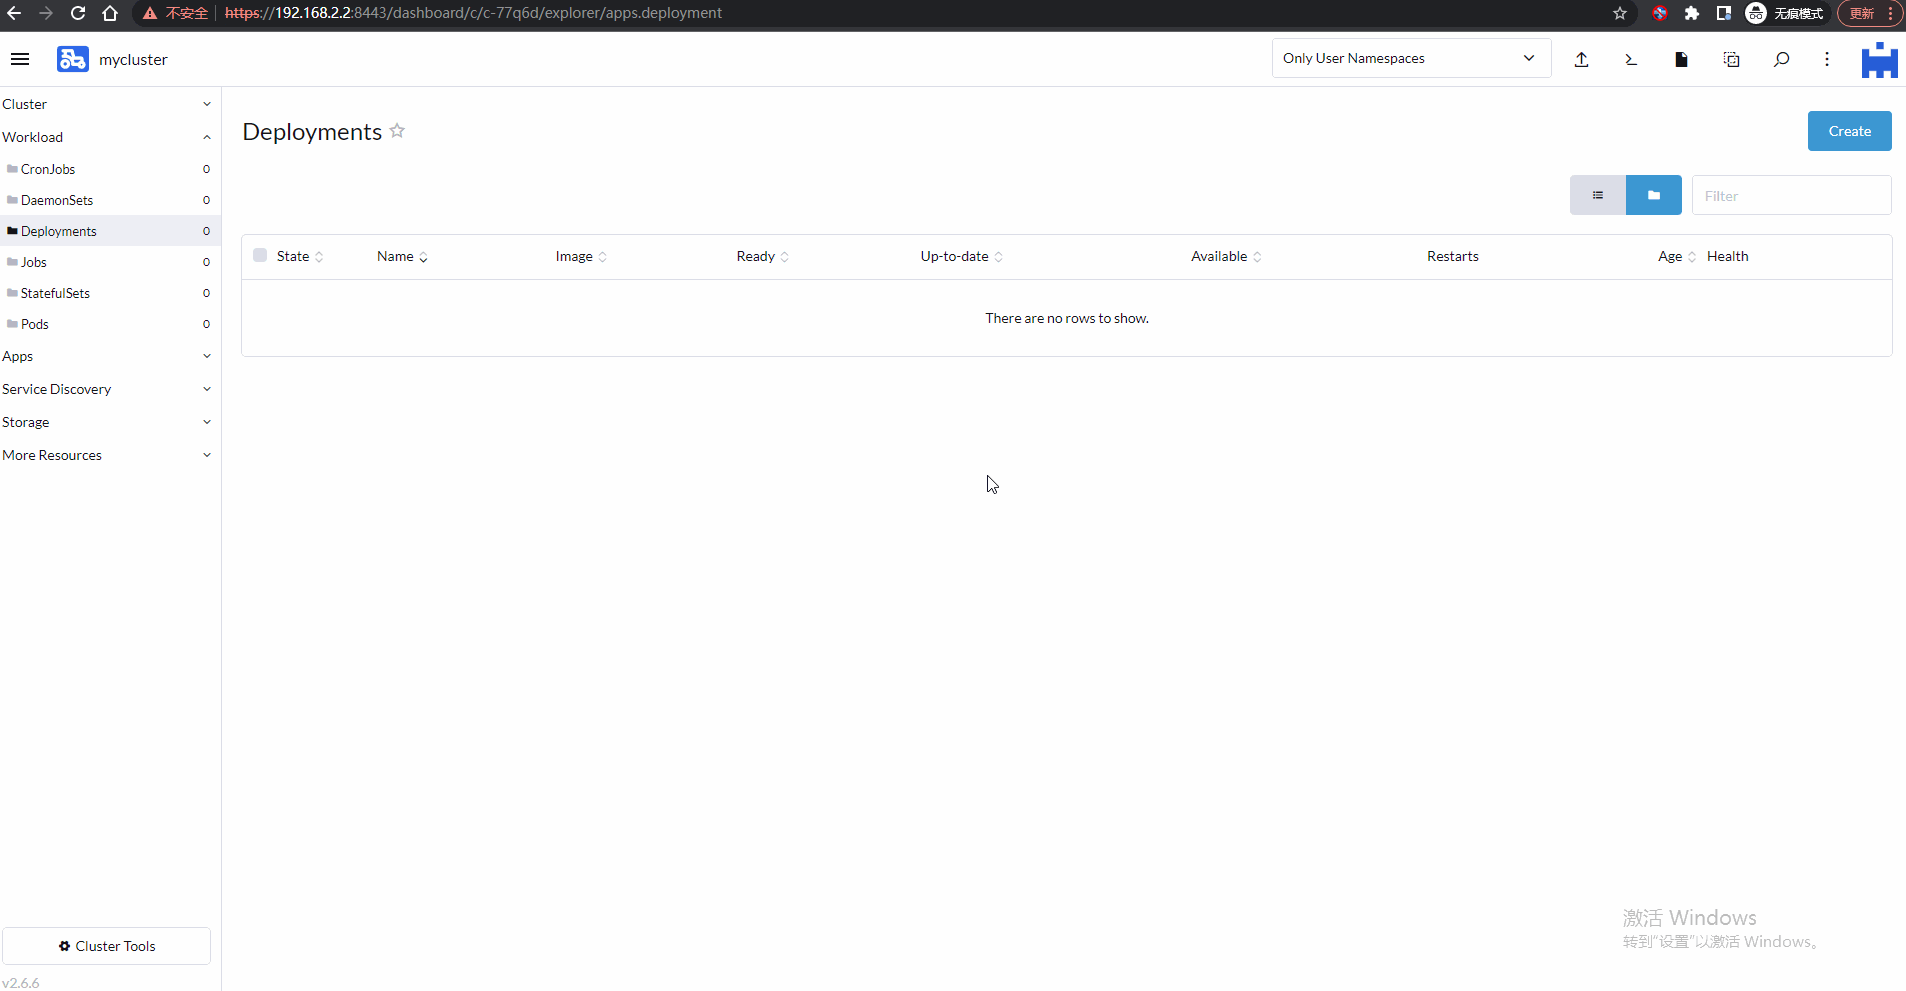 不安全 https://192.168.2.2:8443/dashboard/c/c-77q6d/explorer/apps.deployment 无痕模式 更新
mycluster Only User Namespaces
Cluster
Workload
CronJobs 0
DaemonSets 0
Deployments 0
Jobs 0
StatefulSets 0
Pods 0
Apps
Service Discovery
Storage
More Resources
Cluster Tools
v2.6.6
Deployments Create
Filter
State Name Image Ready Up-to-date Available Restarts Age Health
There are no rows to show.
激活 Windows
转到“设置”以激活 Windows。